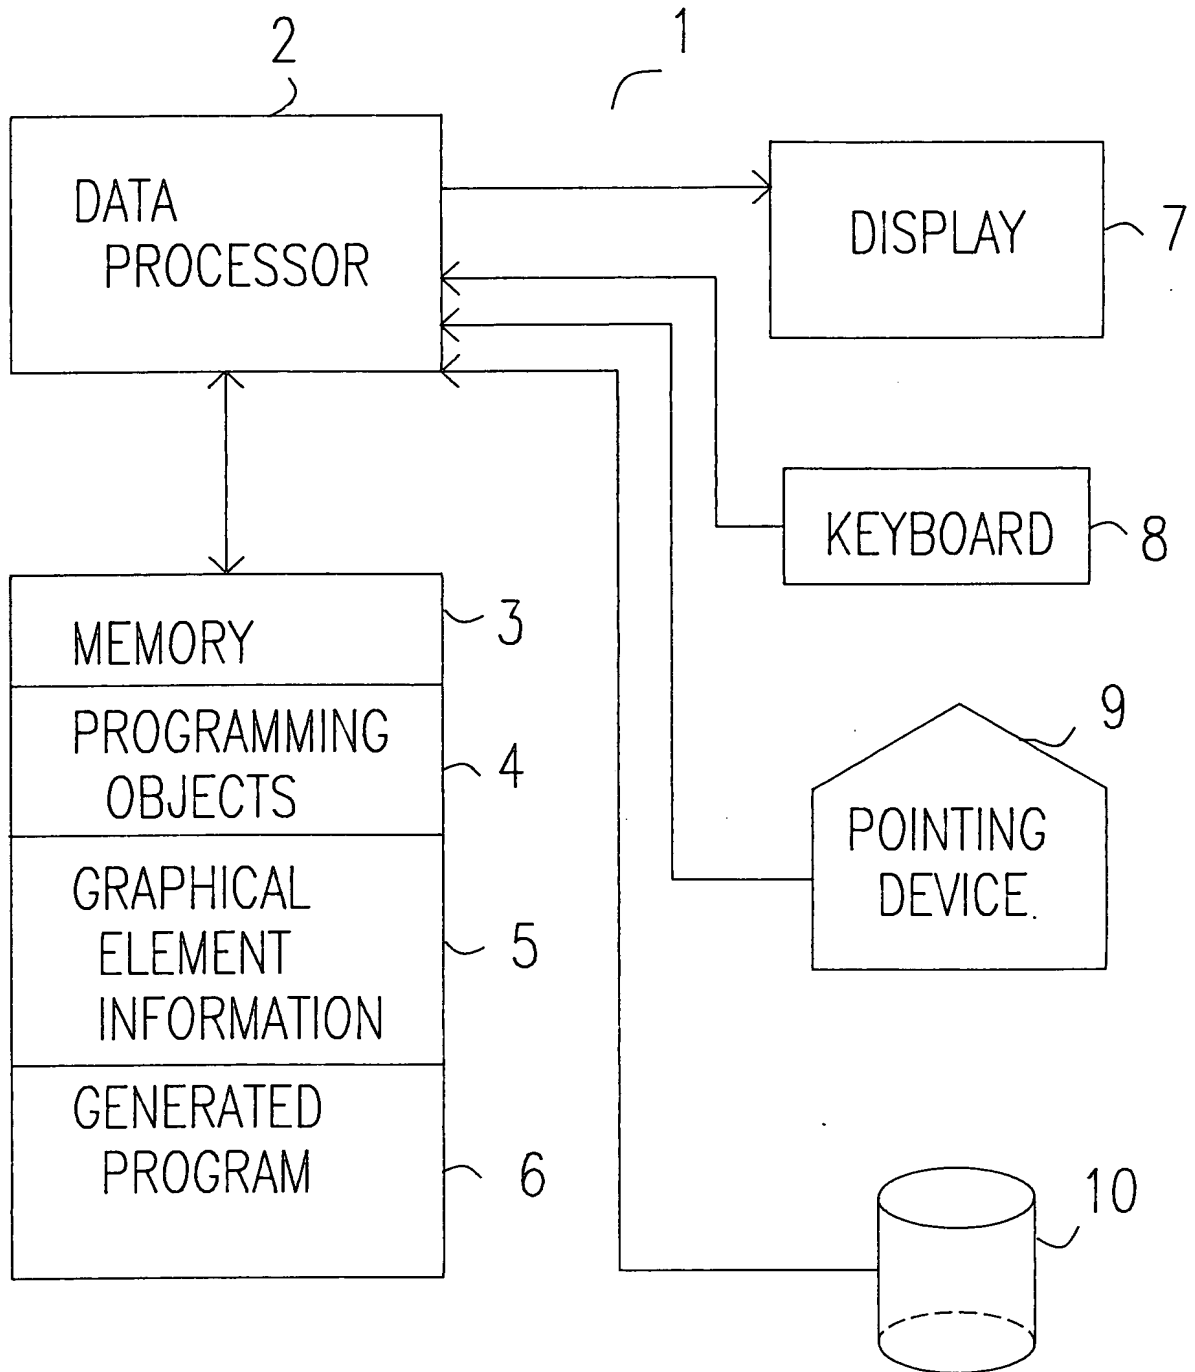 2
1
DATA
PROCESSOR
DISPLAY
7
KEYBOARD
8
MEMORY
3
PROGRAMMING
OBJECTS
4
GRAPHICAL
ELEMENT
INFORMATION
5
GENERATED
PROGRAM
6
9
POINTING
DEVICE.
10